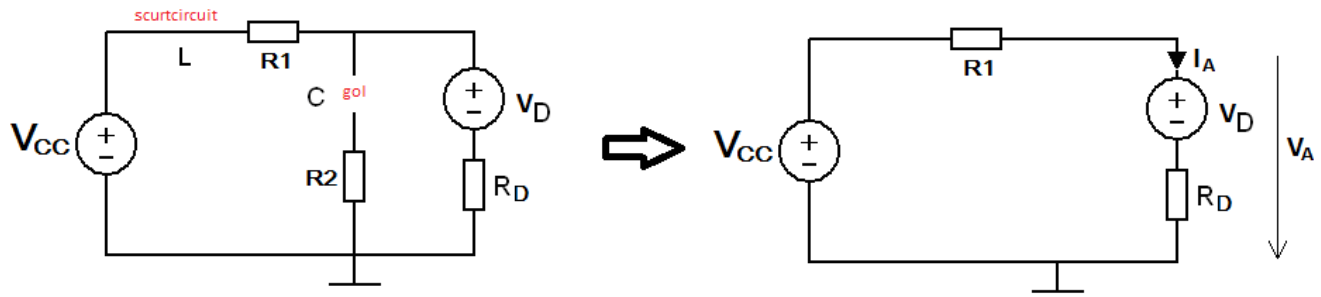 scurtcircuit
L
R1
C gol
VCC
VD
R2
RD
R1
IA
VCC
VD
VA
RD